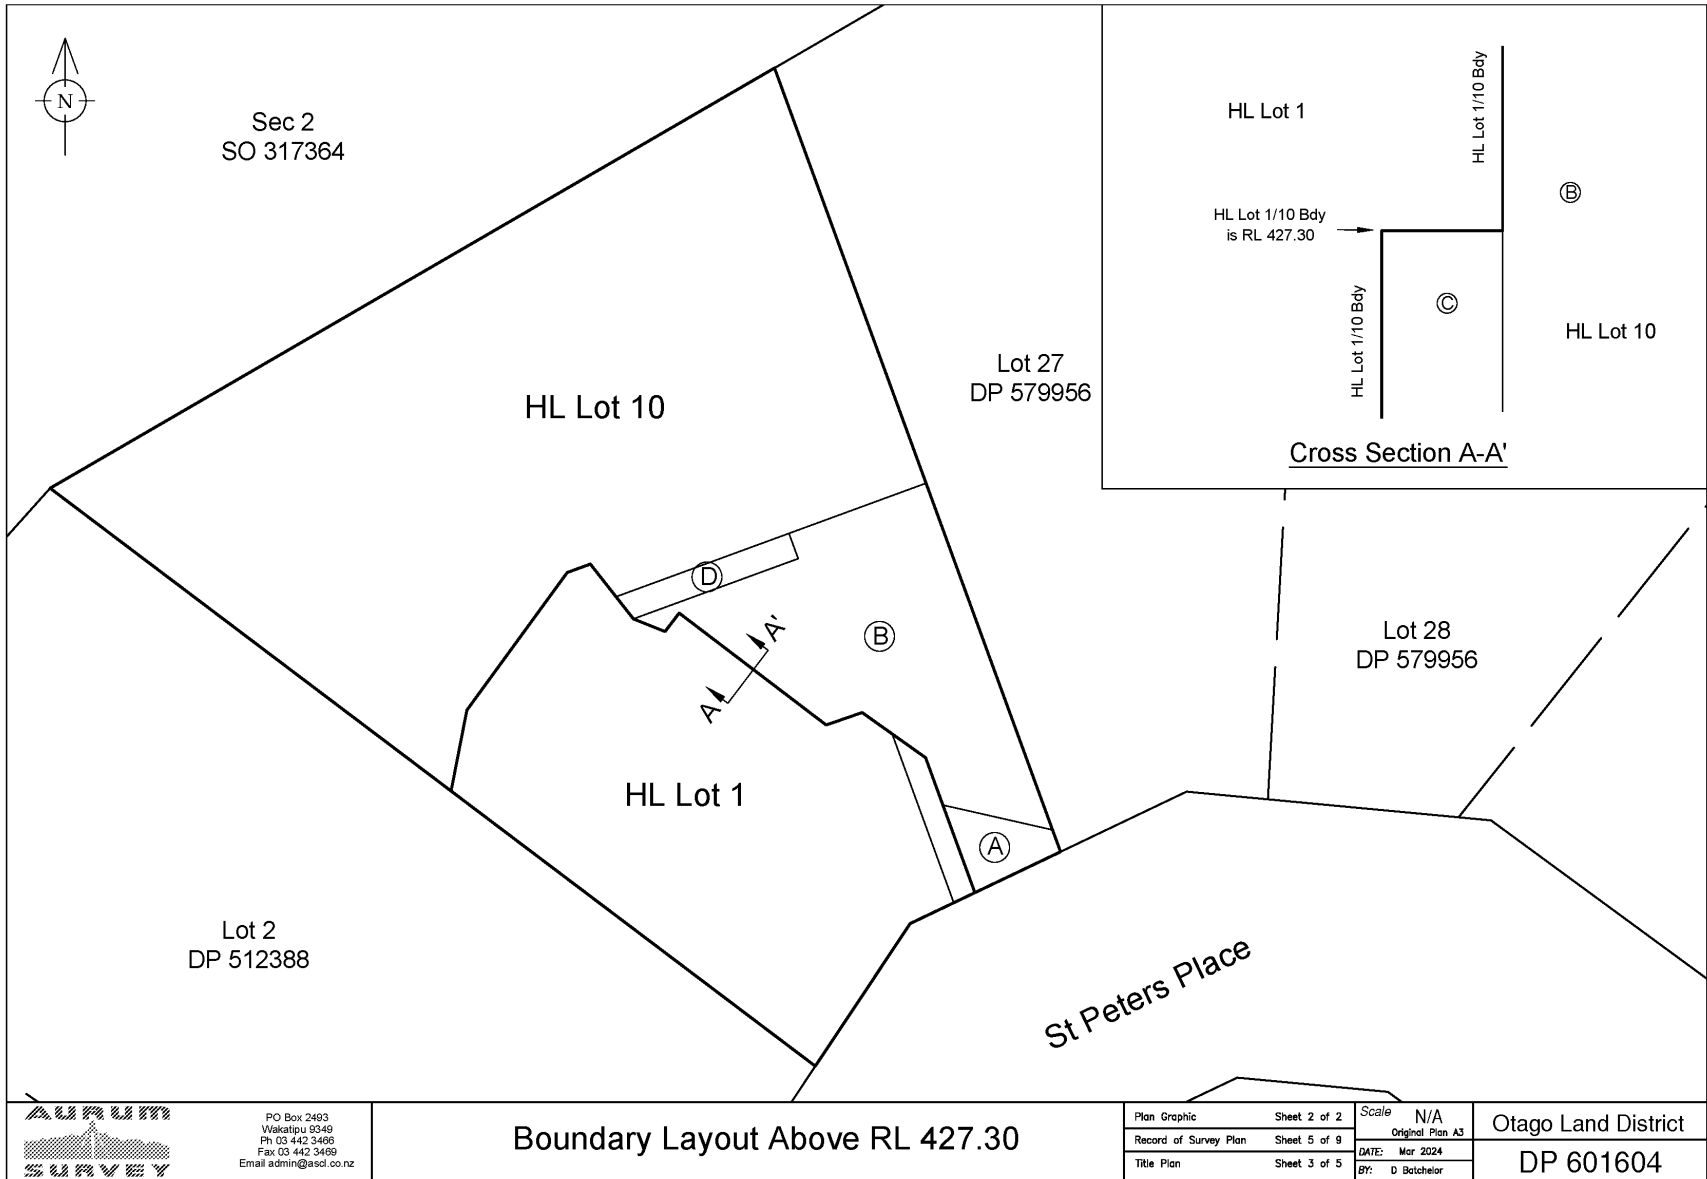 N
Sec 2
SO 317364
HL Lot 10
Lot 27
DP 579956
HL Lot 1
HL Lot 1/10 Bdy
B
HL Lot 1/10 Bdy
is RL 427.30
HL Lot 1/10 Bdy
C
HL Lot 10
Cross Section A-A'
D
A'
A
B
Lot 28
DP 579956
HL Lot 1
A
Lot 2
DP 512388
St Peters Place
AURUM
SURVEY
PO Box 2493
Wakatipu 9349
Ph 03 442 3466
Fax 03 442 3469
Email admin@ascl.co.nz
Boundary Layout Above RL 427.30
Plan Graphic Sheet 2 of 2
Record of Survey Plan Sheet 5 of 9
Title Plan Sheet 3 of 5
Scale N/A
Original Plan A3
DATE: Mar 2024
BY: D Batchelor
Otago Land District
DP 601604